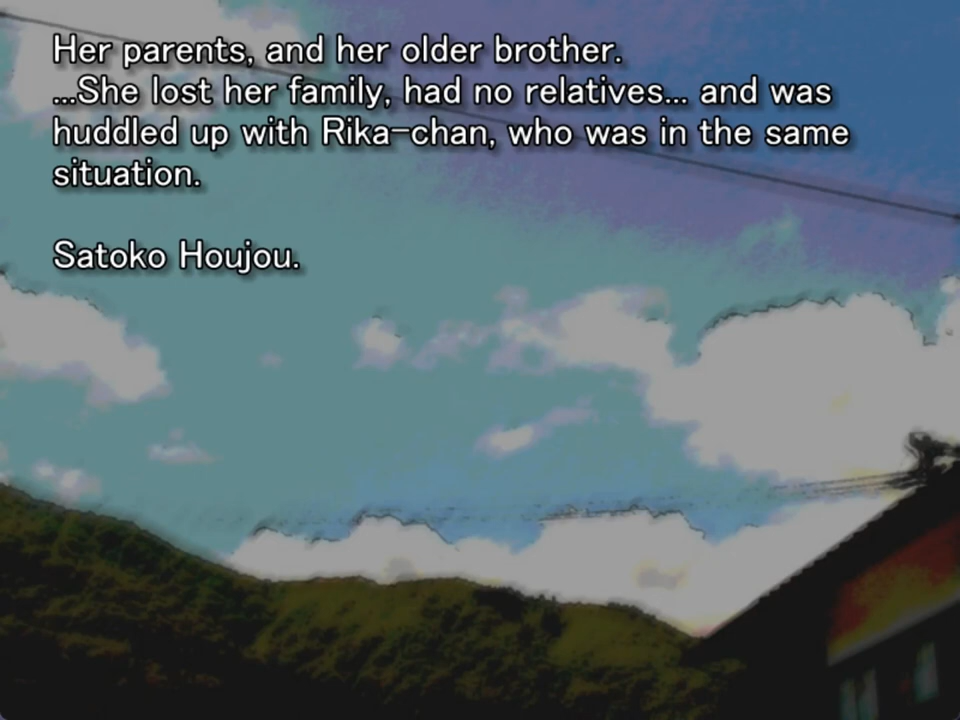 Her parents, and her older brother.
...She lost her family, had no relatives... and was
huddled up with Rika-chan, who was in the same
situation.
Satoko Houjou.